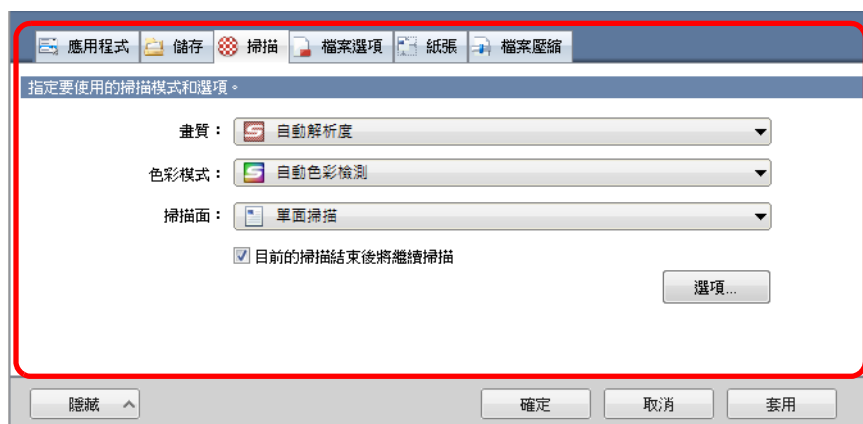 應用程式 儲存 掃描 檔案選項 紙張 檔案壓縮
指定要使用的掃描模式和選項。
畫質： 自動解析度
色彩模式： 自動色彩檢測
掃描面： 單面掃描
目前的掃描結束後將繼續掃描
選項...
隱藏 確定 取消 套用